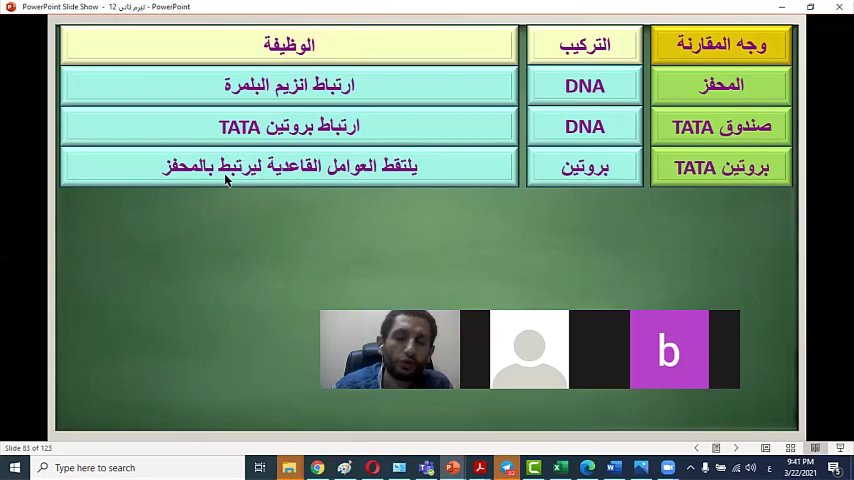 PowerPoint Slide Show - تيرم ثاني 12 - PowerPoint
وجه المقارنة التركيب الوظيفة
المحفز DNA ارتباط انزيم البلمرة
صندوق TATA DNA ارتباط بروتين TATA
بروتين TATA بروتين يلتقط العوامل القاعدية ليرتبط بالمحفز
b
Slide 83 of 123
Type here to search
ع
9:41 PM
3/22/2021